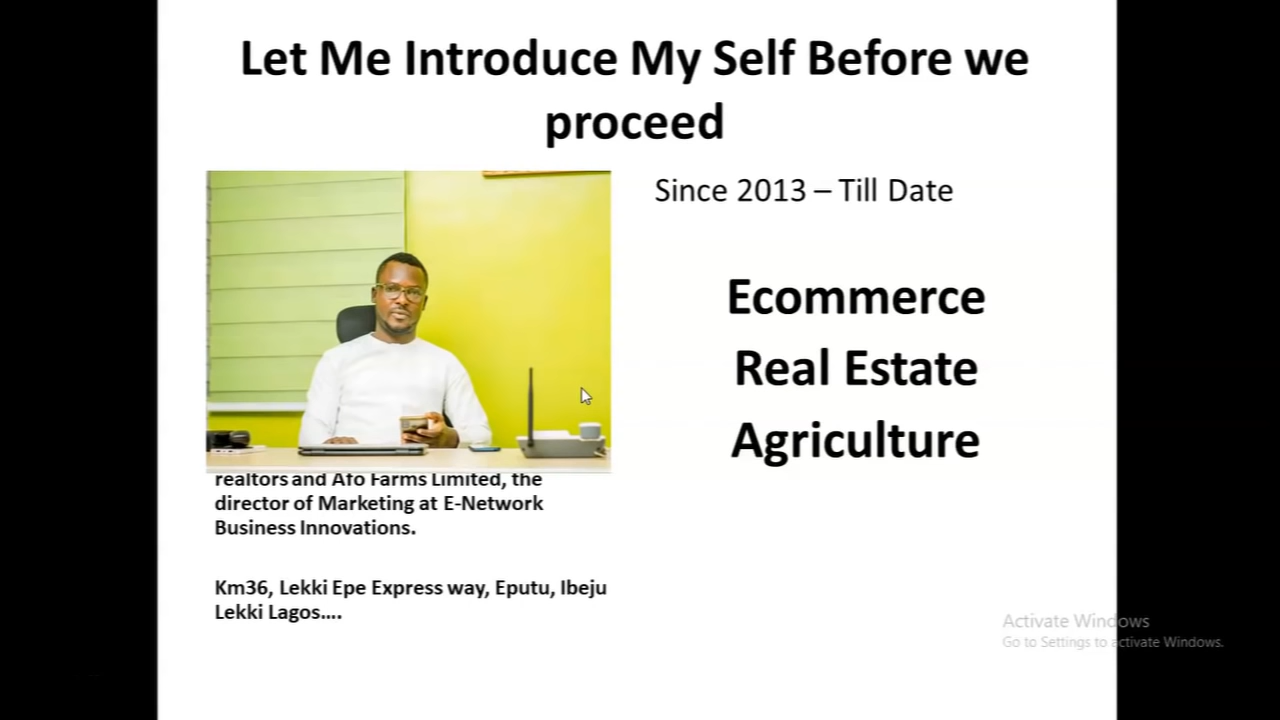 Let Me Introduce My Self Before we
proceed
Since 2013 – Till Date
Ecommerce
Real Estate
Agriculture
realtors and Afo Farms Limited, the
director of Marketing at E-Network
Business Innovations.
Km36, Lekki Epe Express way, Eputu, Ibeju
Lekki Lagos....
Activate Windows
Go to Settings to activate Windows.